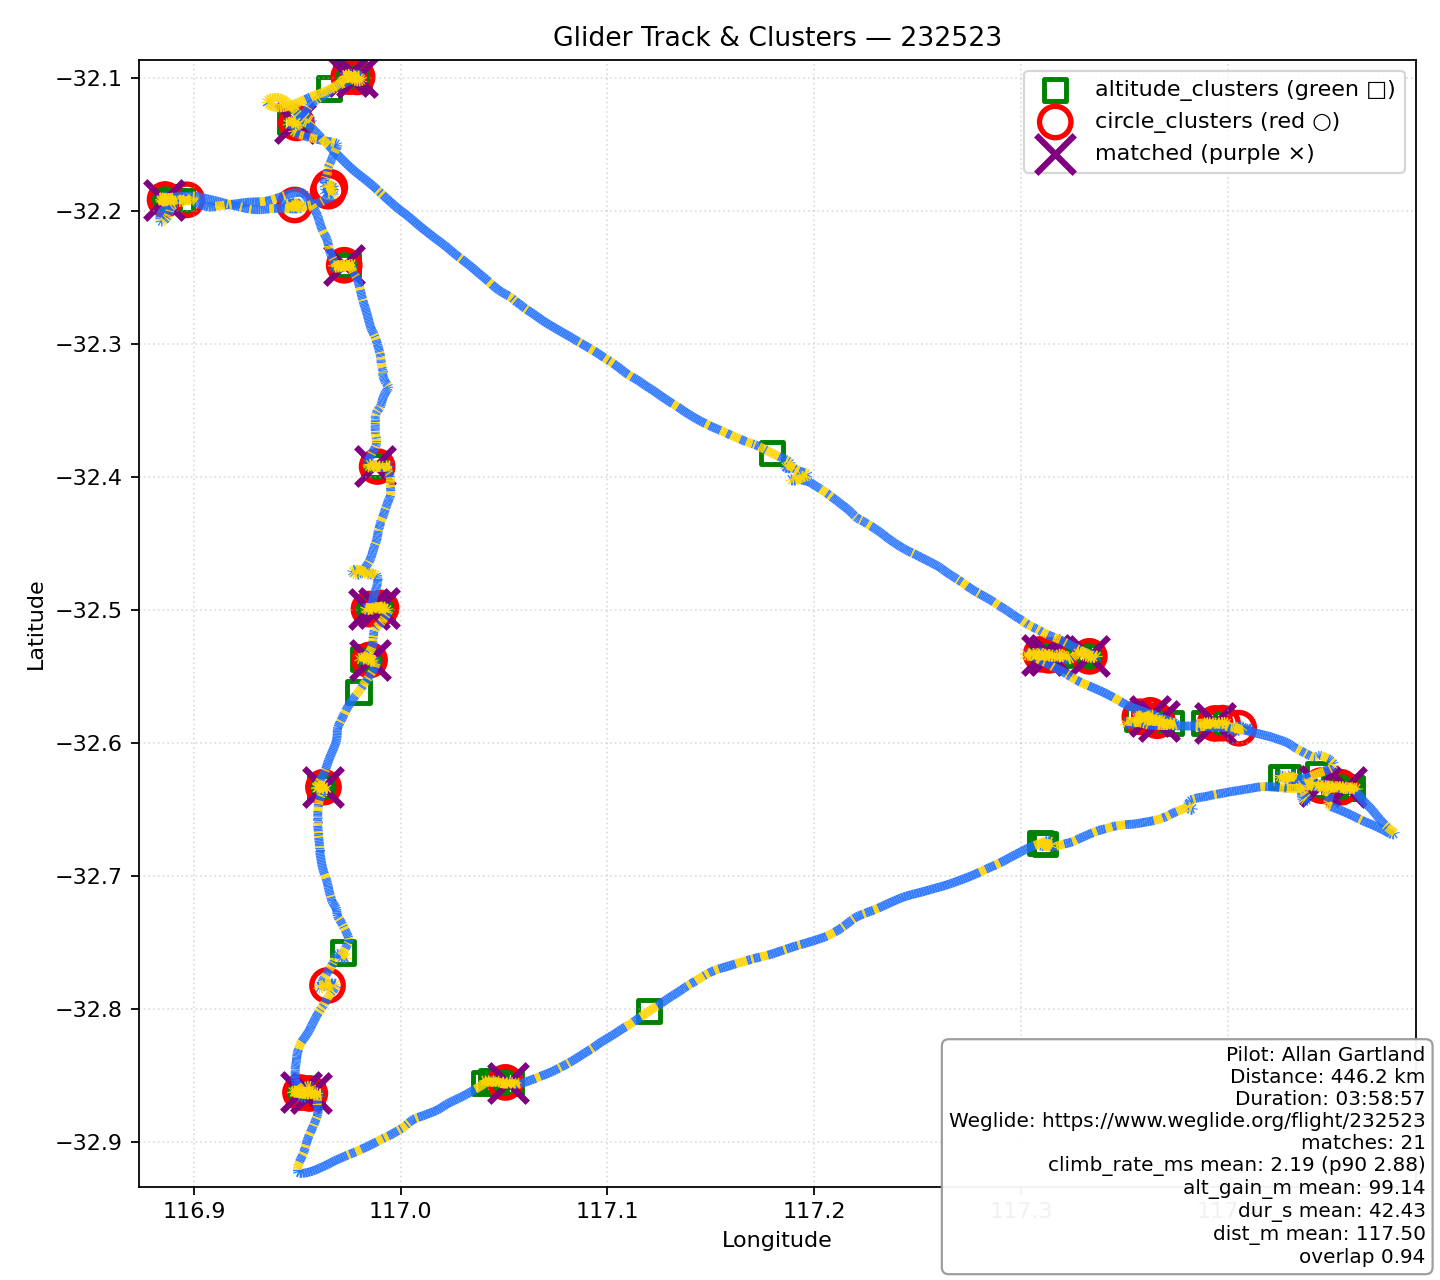 Glider Track & Clusters — 232523
altitude_clusters (green □)
circle_clusters (red ○)
matched (purple ×)
−32.1
−32.2
−32.3
−32.4
−32.5
−32.6
−32.7
−32.8
−32.9
Latitude
116.9
117.0
117.1
117.2
117.3
Longitude
Pilot: Allan Gartland
Distance: 446.2 km
Duration: 03:58:57
Weglide: https://www.weglide.org/flight/232523
matches: 21
climb_rate_ms mean: 2.19 (p90 2.88)
alt_gain_m mean: 99.14
dur_s mean: 42.43
dist_m mean: 117.50
overlap 0.94